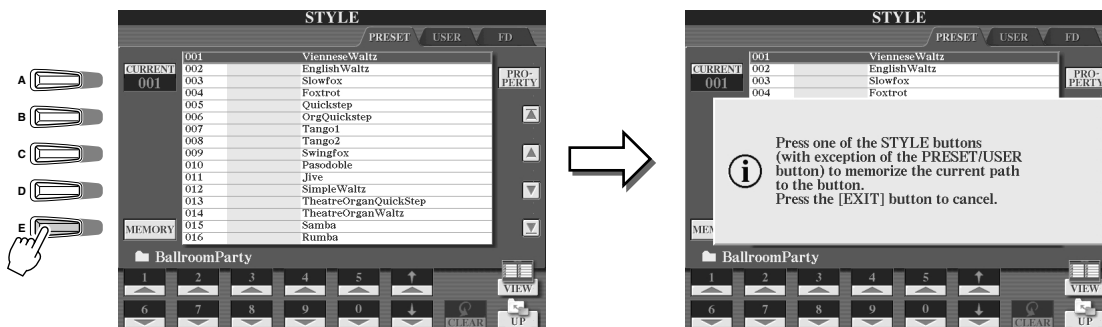 STYLE
PRESET USER FD
CURRENT
001
001 VienneseWaltz
002 EnglishWaltz
003 Slowfox
004 Foxtrot
005 Quickstep
006 OrgQuickstep
007 Tango1
008 Tango2
009 Swingfox
010 Pasodoble
011 Jive
012 SimpleWaltz
013 TheatreOrganQuickStep
014 TheatreOrganWaltz
015 Samba
016 Rumba
PRO-
PERTY
A
B
C
D
E
MEMORY
BallroomParty
1 2 3 4 5
VIEW
6 7 8 9 0
CLEAR UP
STYLE
PRESET USER FD
CURRENT
001
001 VienneseWaltz
002 EnglishWaltz
003 Slowfox
004 Foxtrot
PRO-
PERTY
Press one of the STYLE buttons
(with exception of the PRESET/USER
button) to memorize the current path
to the button.
Press the [EXIT] button to cancel.
MEM
BallroomParty
1 2 3 4 5
VIEW
6 7 8 9 0
CLEAR UP